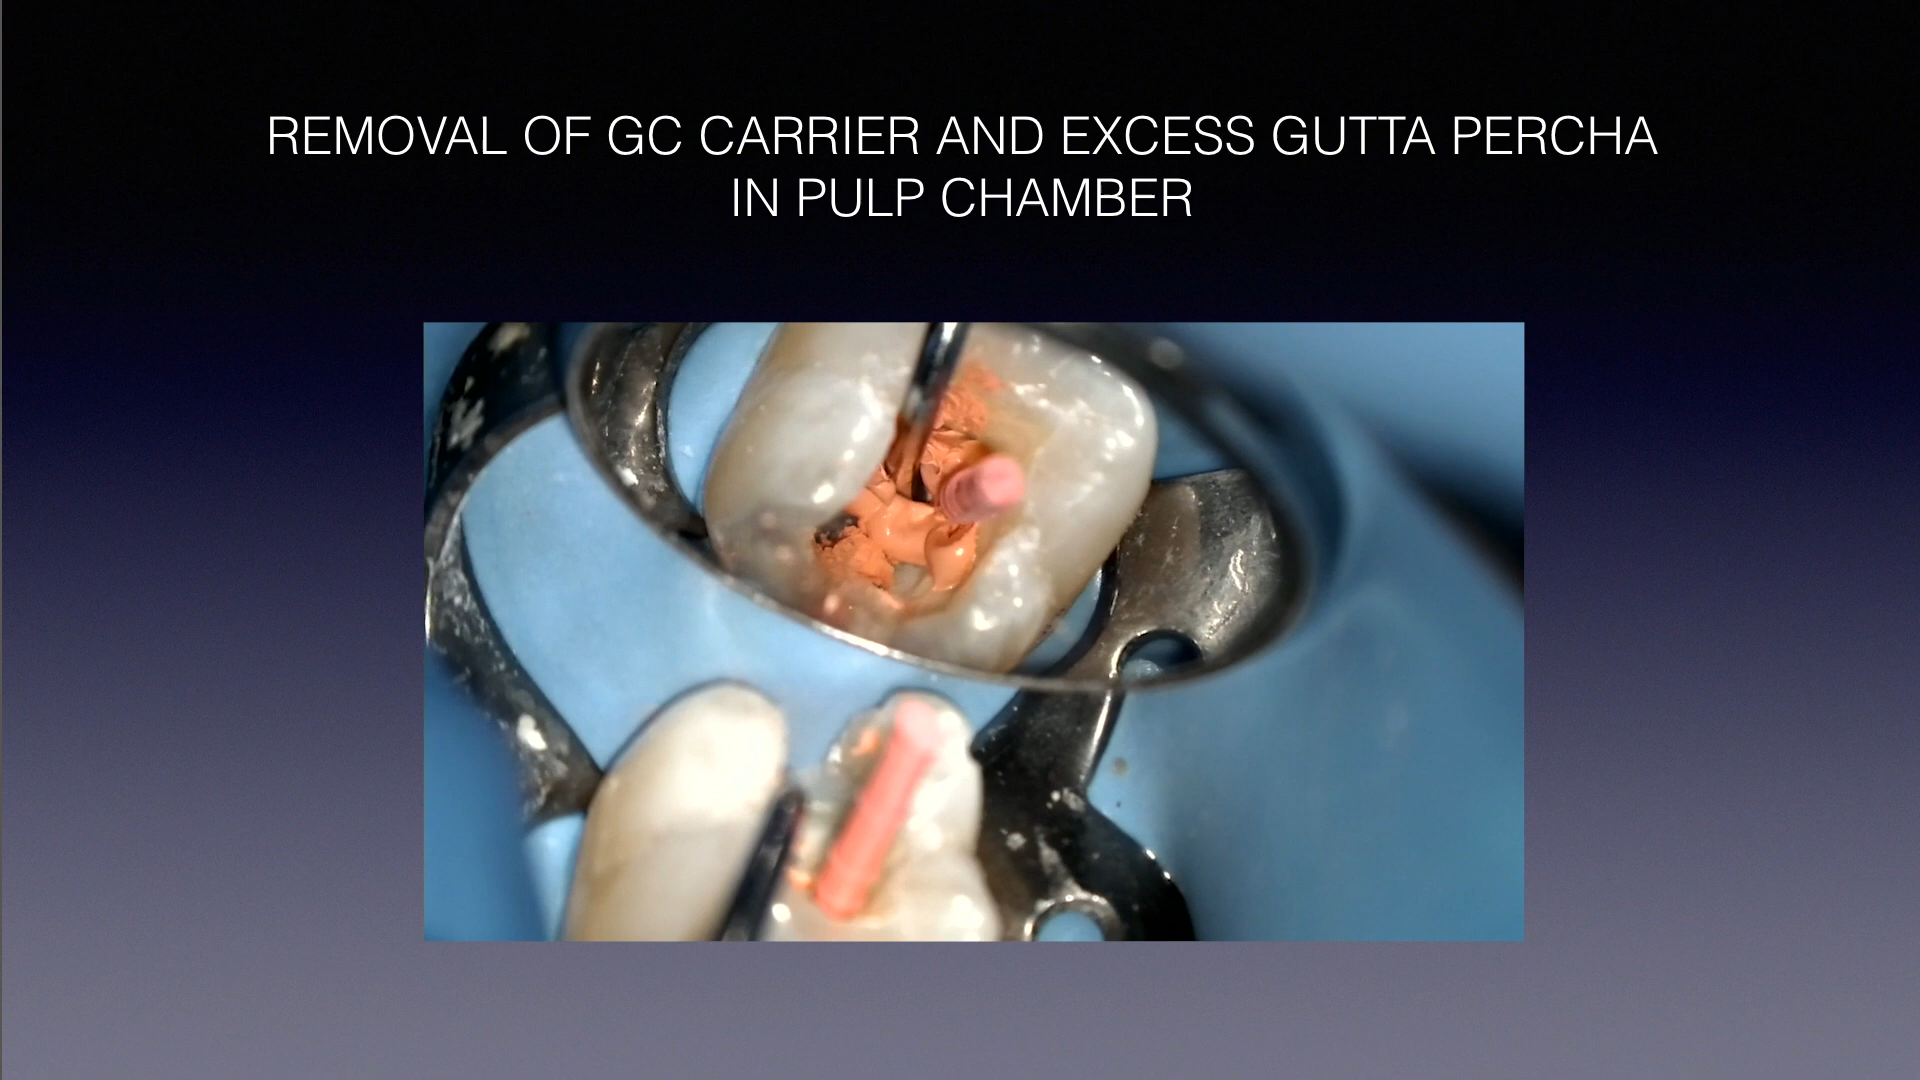 REMOVAL OF GC CARRIER AND EXCESS GUTTA PERCHA
IN PULP CHAMBER